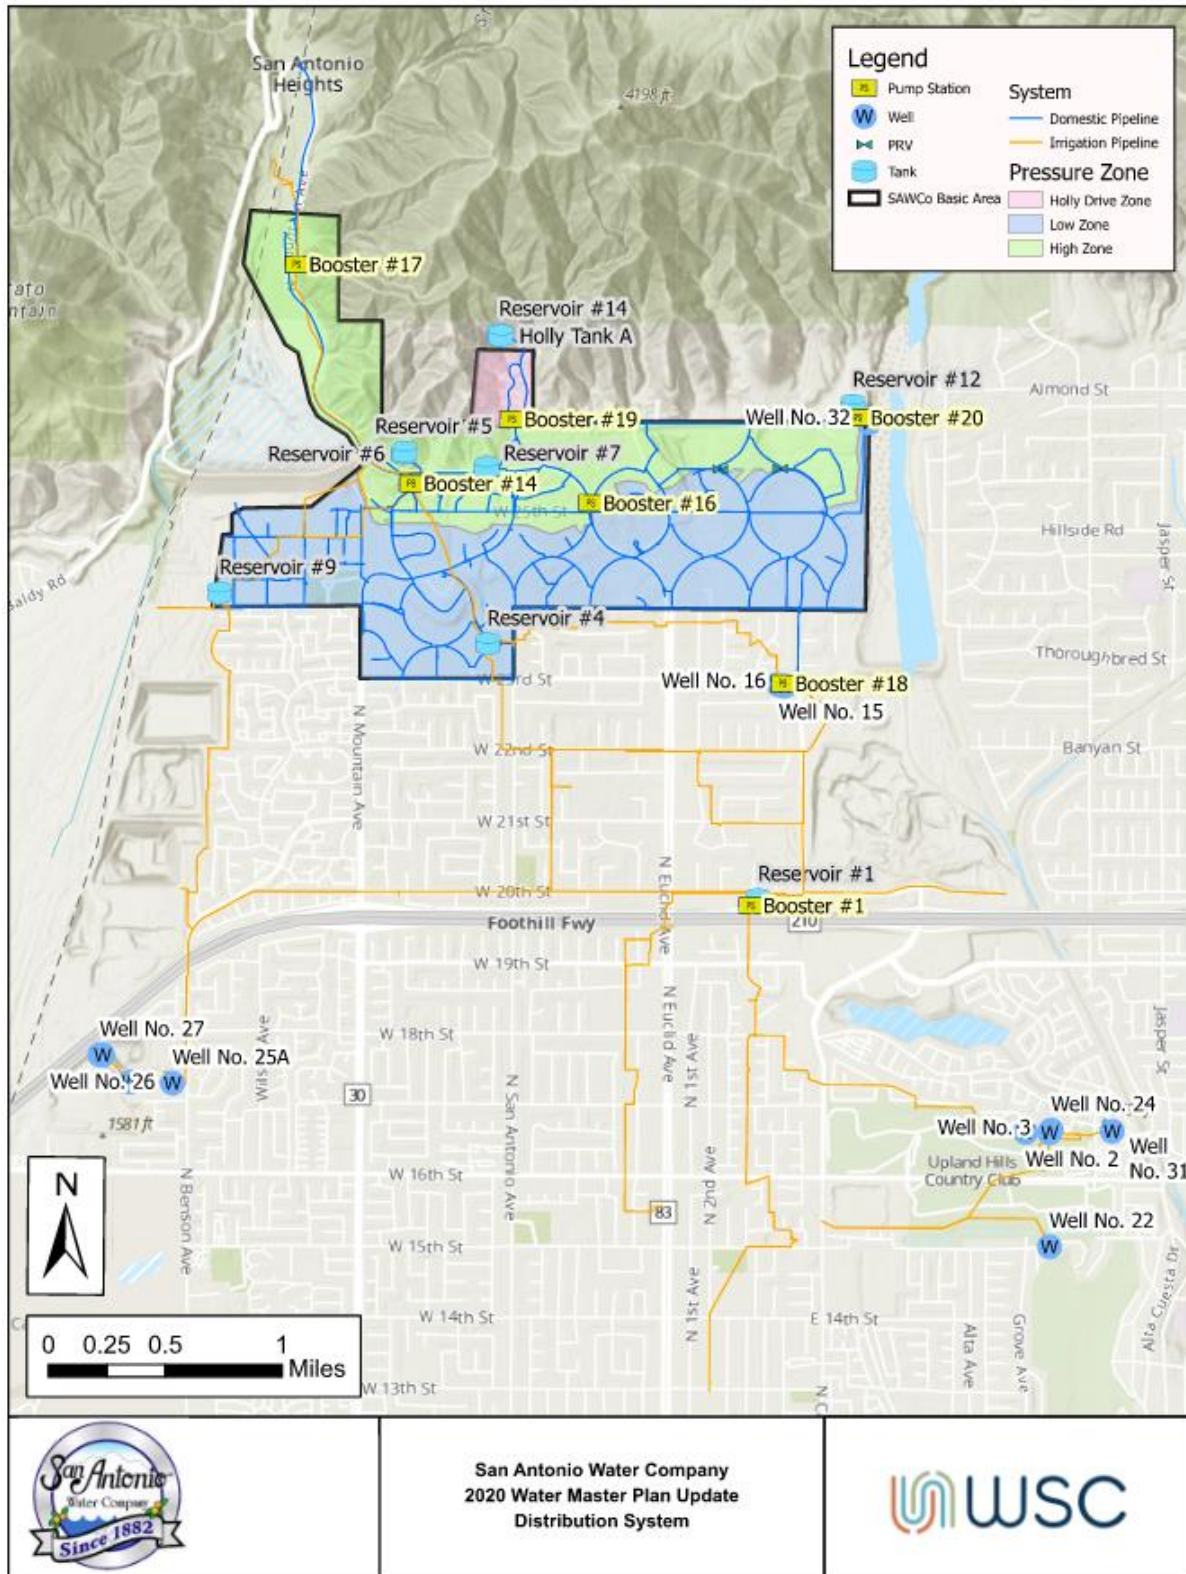 San Antonio
Heights
4198 ft
Legend
Pump Station
Well
PRV
Tank
SAWCo Basic Area
System
Domestic Pipeline
Irrigation Pipeline
Pressure Zone
Holly Drive Zone
Low Zone
High Zone
Booster #17
Reservoir #14
Holly Tank A
Reservoir #12
Almond St
Well No. 32
Booster #20
Booster #19
Reservoir #5
Reservoir #6
Reservoir #7
Booster #14
Booster #16
W 25th St
Hillside Rd
Jasper St
Reservoir #9
Baldy Rd
Reservoir #4
Thoroughbred St
W 23rd St
Well No. 16
Booster #18
Well No. 15
N Mountain Ave
W 22nd St
Banyan St
W 21st St
N Euclid Ave
Reservoir #1
W 20th St
Booster #1
Foothill Fwy
210
W 19th St
N Euclid Ave
Jasper St
Well No. 27
W 18th St
N 1st Ave
Well No. 25A
Well No. 26
W
W
30
N San Antonio Ave
1581 ft
Well No. 24
Well No. 3
W
W
Well No. 2
Well
No. 31
Upland Hills
Country Club
W 16th St
N 2nd Ave
N Benson Ave
83
Well No. 22
W
W 15th St
N 1st Ave
Alta Cuesta Dr
W 14th St
E 14th St
Alta Ave
Grove Ave
W 13th St
N
0 0.25 0.5 1
Miles
San Antonio
Water Company
Since 1882
San Antonio Water Company
2020 Water Master Plan Update
Distribution System
WSC